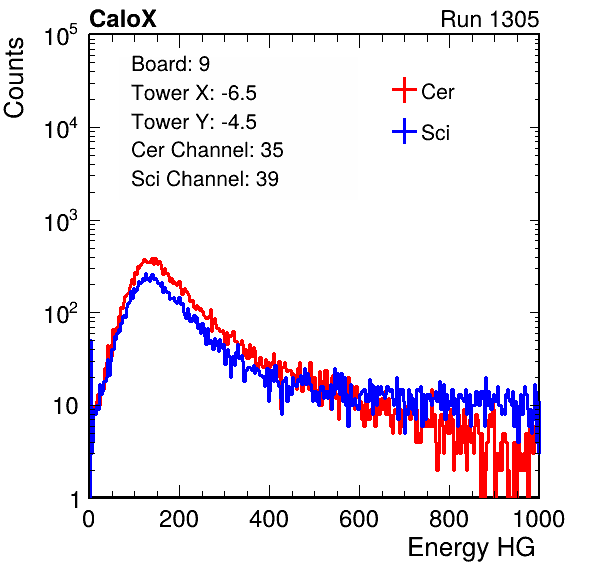 CaloX Run 1305
Counts
Board: 9
Tower X: -6.5
Tower Y: -4.5
Cer Channel: 35
Sci Channel: 39
Cer
Sci
10^5
10^4
10^3
10^2
10
1
0 200 400 600 800 1000
Energy HG